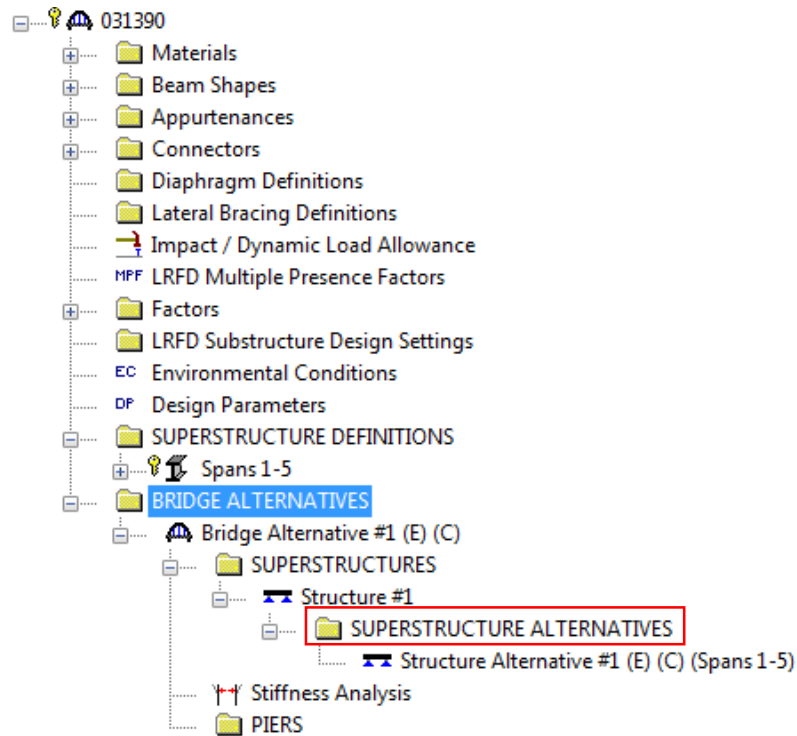 031390
Materials
Beam Shapes
Appurtenances
Connectors
Diaphragm Definitions
Lateral Bracing Definitions
Impact / Dynamic Load Allowance
MPF LRFD Multiple Presence Factors
Factors
LRFD Substructure Design Settings
EC Environmental Conditions
DP Design Parameters
SUPERSTRUCTURE DEFINITIONS
Spans 1-5
BRIDGE ALTERNATIVES
Bridge Alternative #1 (E) (C)
SUPERSTRUCTURES
Structure #1
SUPERSTRUCTURE ALTERNATIVES
Structure Alternative #1 (E) (C) (Spans 1-5)
Stiffness Analysis
PIERS